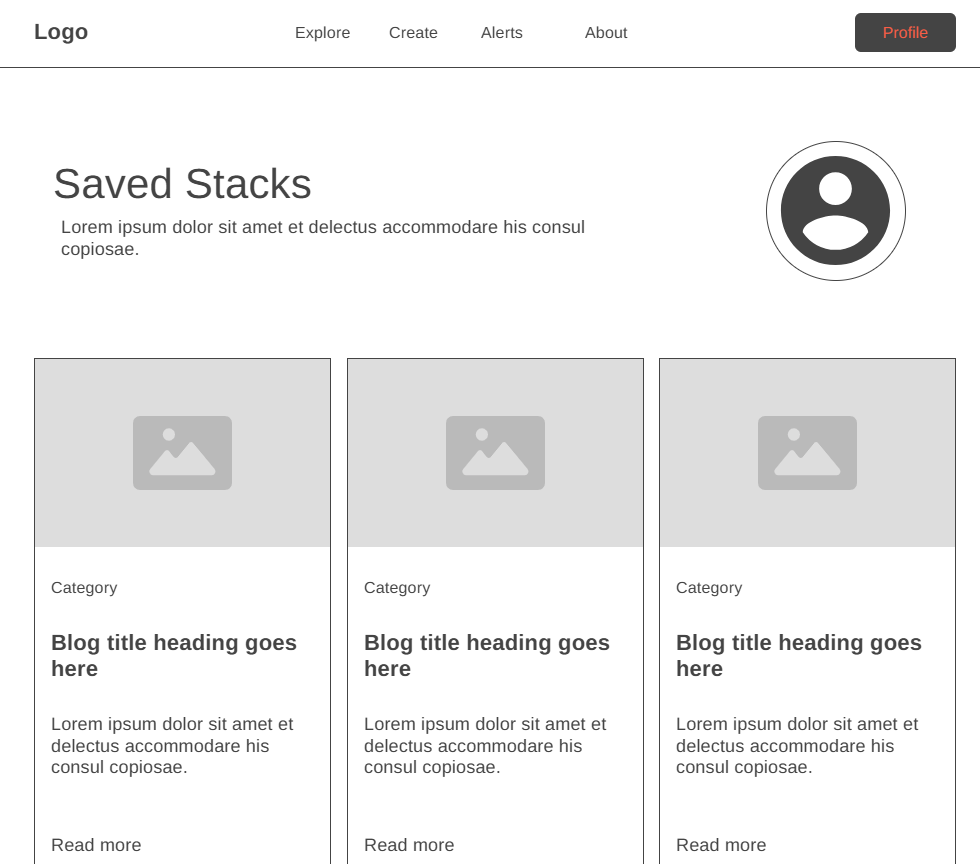 Logo
Explore Create Alerts About
Profile
Saved Stacks
Lorem ipsum dolor sit amet et delectus accommodare his consul
copiosae.
Category
Blog title heading goes
here
Lorem ipsum dolor sit amet et
delectus accommodare his
consul copiosae.
Read more
Category
Blog title heading goes
here
Lorem ipsum dolor sit amet et
delectus accommodare his
consul copiosae.
Read more
Category
Blog title heading goes
here
Lorem ipsum dolor sit amet et
delectus accommodare his
consul copiosae.
Read more